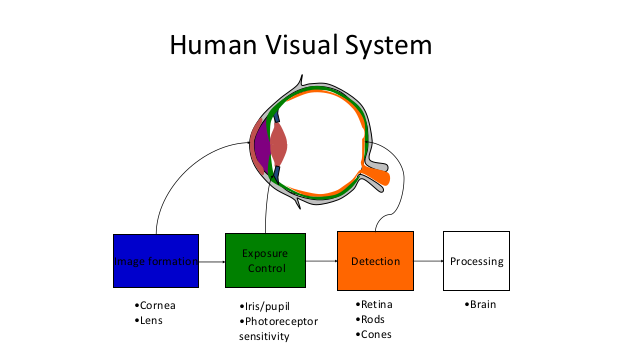 Human Visual System
Image formation
Exposure
Control
Detection
Processing
•Cornea
•Lens
•Iris/pupil
•Photoreceptor
sensitivity
•Retina
•Rods
•Cones
•Brain